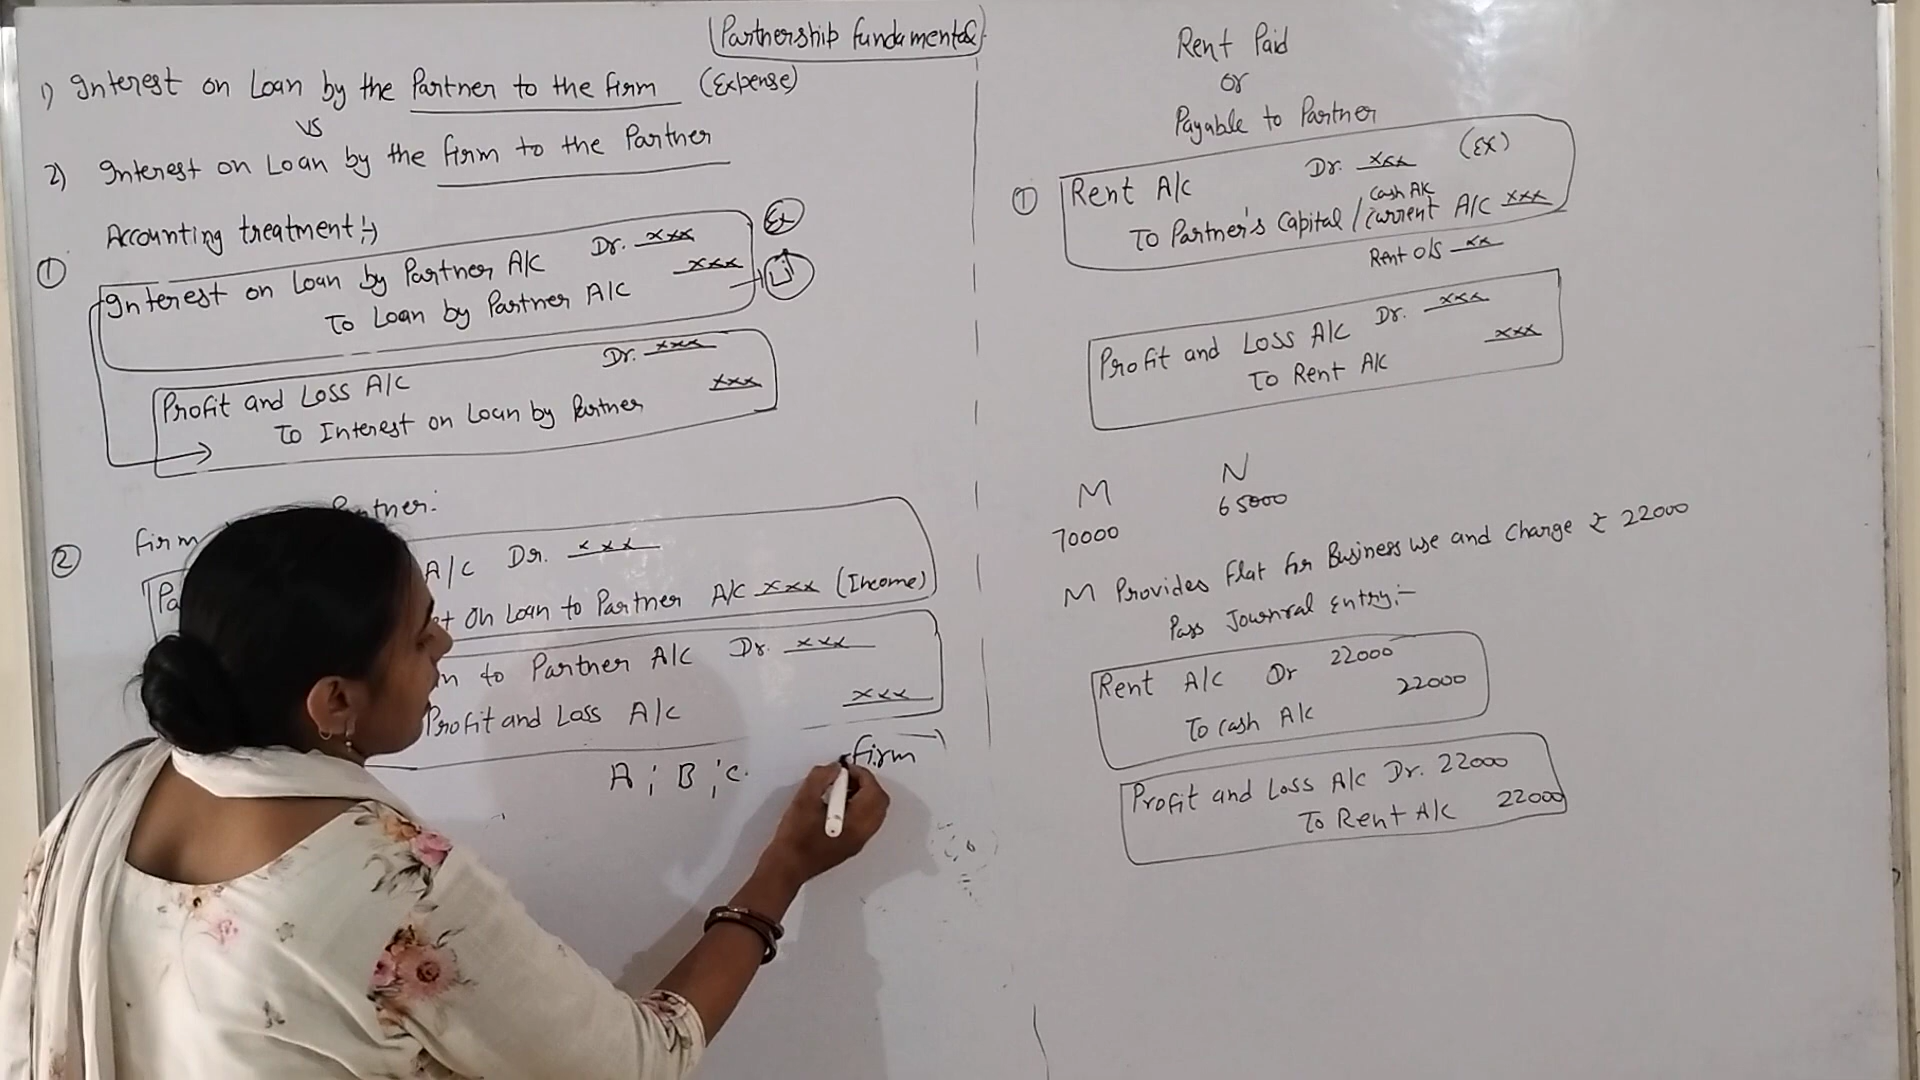 Partnership fundamental
1) Interest on Loan by the Partner to the firm (Expense)
VS
2) Interest on Loan by the firm to the Partner
Accounting treatment:-)
① Interest on Loan by Partner A/c Dr. xxx Ex
To Loan by Partner A/c xxx
Profit and Loss A/c Dr. xxx
To Interest on Loan by Partner xxx
② firm Partner:
Pa A/c Dr. xxx
On Loan to Partner A/c xxx (Income)
to Partner A/c Dr. xxx
Profit and Loss A/c xxx
A ; B ; C. firm
Rent Paid
or
Payable to Partner
① Rent A/c Dr. xxx (EX)
Cash A/c
To Partner's Capital / Current A/c xxx
Rent O/S xx
Profit and Loss A/c Dr. xxx
To Rent A/c xxx
M N
70000 65000
M Provides flat for Business use and charge ₹ 22000
Pass Journral entry:-
Rent A/c Dr 22000
To cash A/c 22000
Profit and Loss A/c Dr. 22000
To Rent A/c 22000